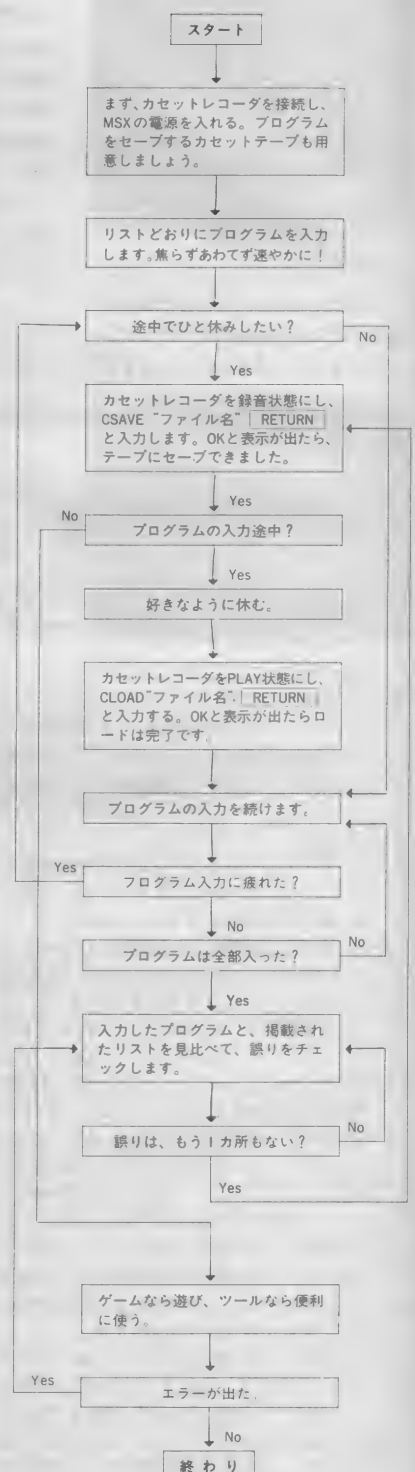 スタート
まず、カセットレコーダを接続し、
MSXの電源を入れる。プログラム
をセーブするカセットテープも用
意しましょう。
リストどおりにプログラムを入力
します。焦らずあわてず速やかに!
途中でひと休みしたい?
No
Yes
カセットレコーダを録音状態にし、
CSAVE "ファイル名" RETURN
と入力します。OKと表示が出たら、
テープにセーブできました。
Yes
No
プログラムの入力途中?
Yes
好きなように休む。
カセットレコーダをPLAY状態にし、
CLOAD"ファイル名". RETURN
と入力する。OKと表示が出たらロ
ードは完了です.
プログラムの入力を続けます。
Yes
フログラム入力に疲れた?
No
プログラムは全部入った?
No
Yes
入力したプログラムと、掲載され
たリストを見比べて、誤りをチェ
ックします。
誤りは、もう1カ所もない?
No
Yes
ゲームなら遊び、ツールなら便利
に使う。
Yes
エラーが出た.
No
終わり